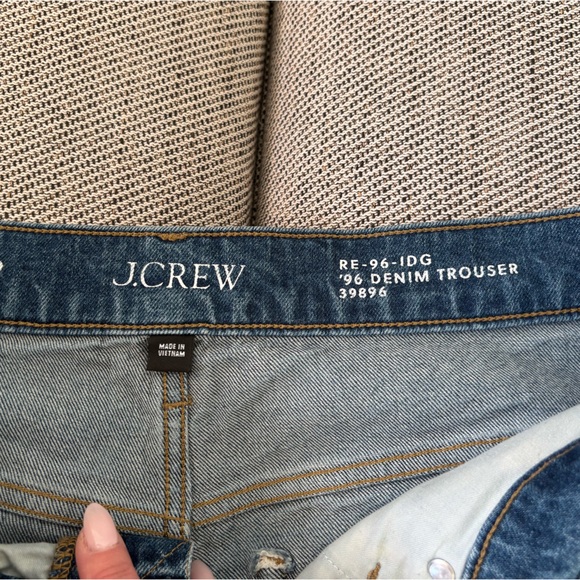 J.CREW
RE-96-IDG
'96 DENIM TROUSER
39896
MADE IN
VIETNAM